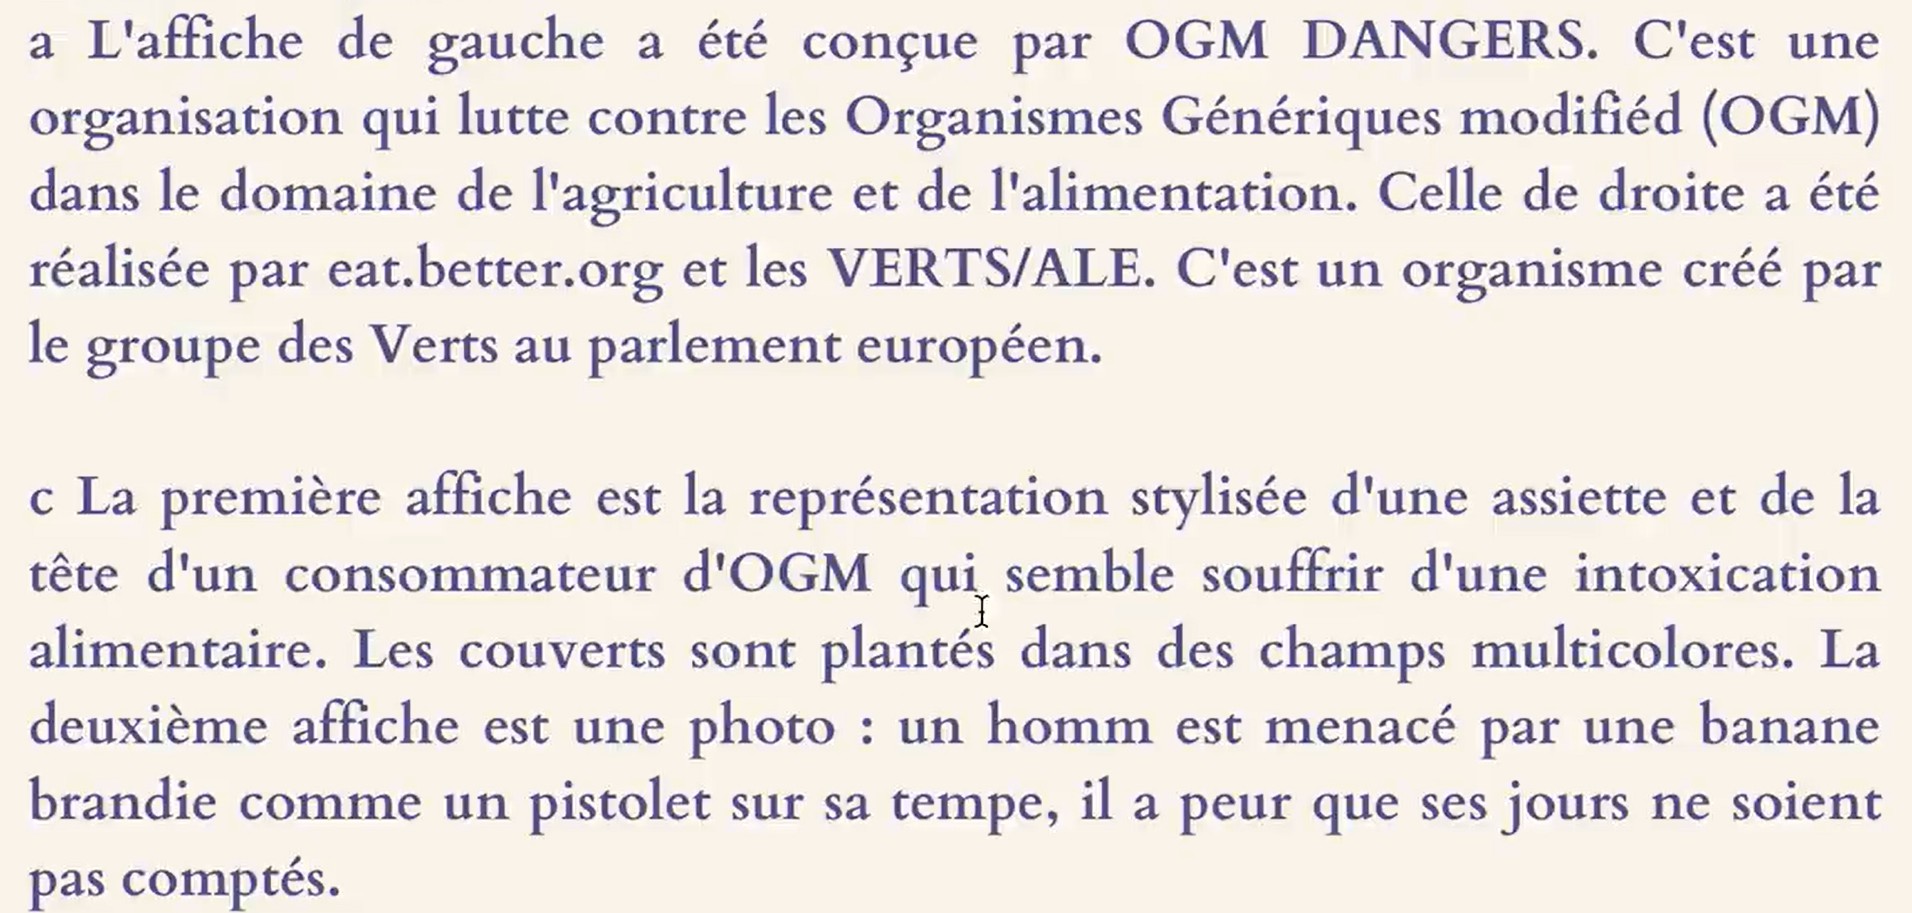 a L'affiche de gauche a été conçue par OGM DANGERS. C'est une
organisation qui lutte contre les Organismes Génériques modifiéd (OGM)
dans le domaine de l'agriculture et de l'alimentation. Celle de droite a été
réalisée par eat.better.org et les VERTS/ALE. C'est un organisme créé par
le groupe des Verts au parlement européen.
c La première affiche est la représentation stylisée d'une assiette et de la
tête d'un consommateur d'OGM qui semble souffrir d'une intoxication
alimentaire. Les couverts sont plantés dans des champs multicolores. La
deuxième affiche est une photo : un homm est menacé par une banane
brandie comme un pistolet sur sa tempe, il a peur que ses jours ne soient
pas comptés.